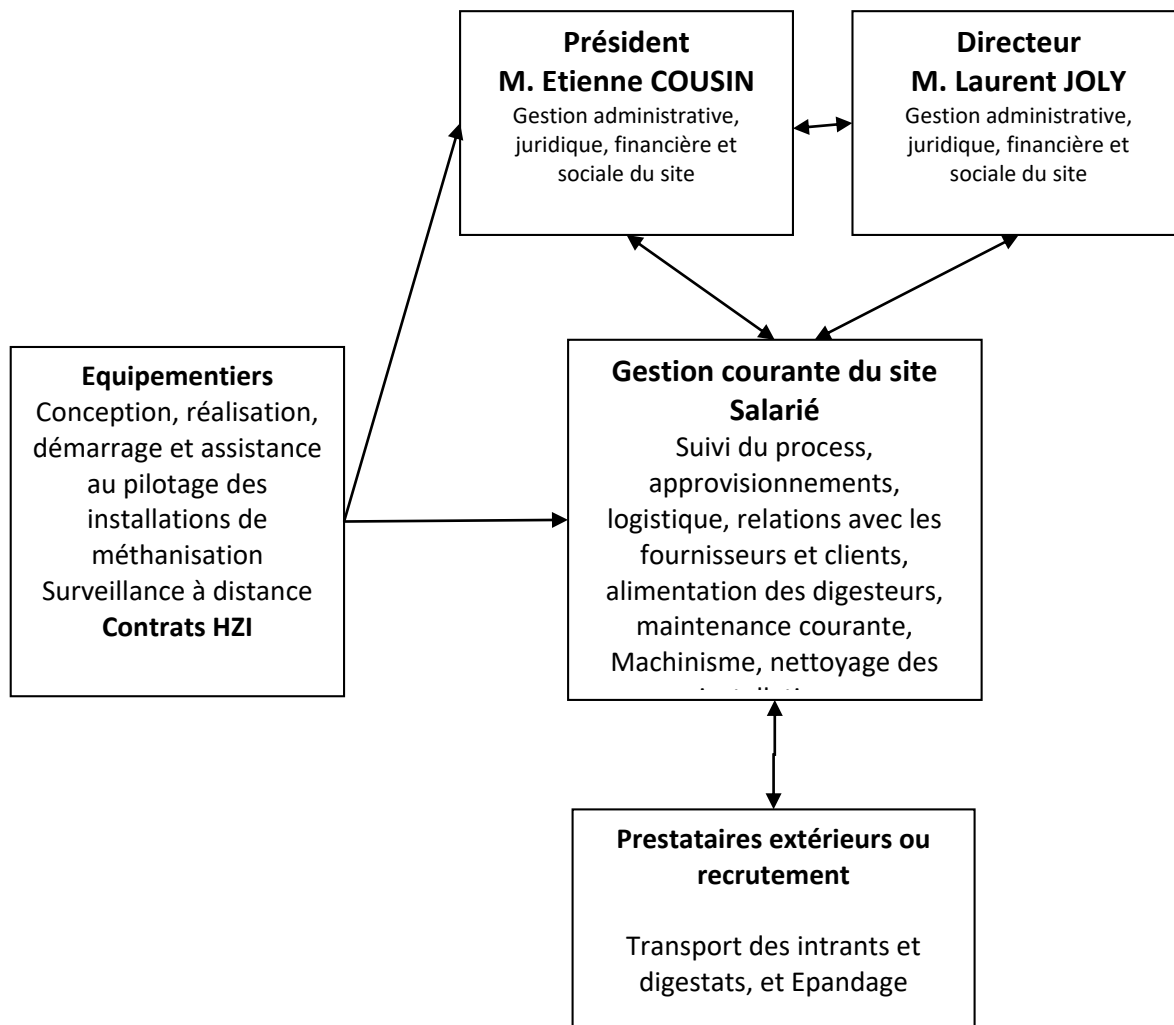 Président
M. Etienne COUSIN
Gestion administrative,
juridique, financière et
sociale du site
Directeur
M. Laurent JOLY
Gestion administrative,
juridique, financière et
sociale du site
Equipementiers
Conception, réalisation,
démarrage et assistance
au pilotage des
installations de
méthanisation
Surveillance à distance
Contrats HZI
Gestion courante du site
Salarié
Suivi du process,
approvisionnements,
logistique, relations avec les
fournisseurs et clients,
alimentation des digesteurs,
maintenance courante,
Machinisme, nettoyage des
Prestataires extérieurs ou
recrutement
Transport des intrants et
digestats, et Epandage